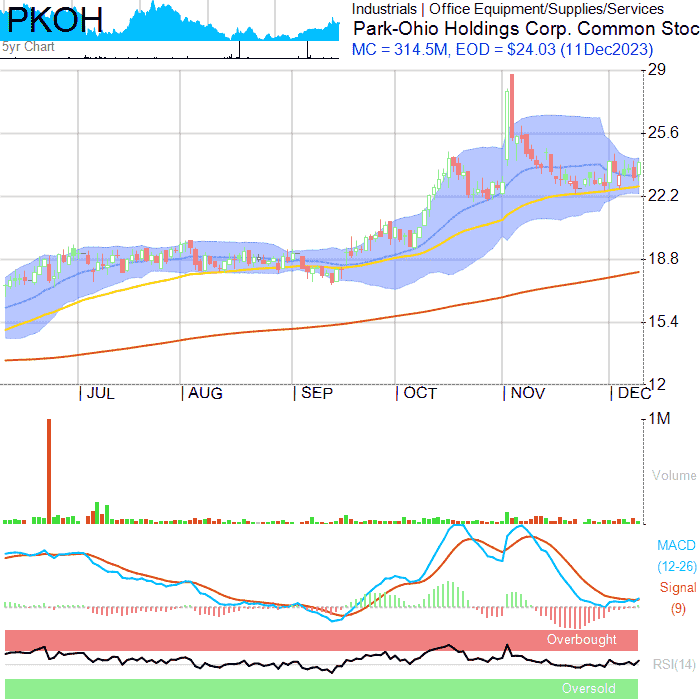 PKOH
5yr Chart
Industrials | Office Equipment/Supplies/Services
Park-Ohio Holdings Corp. Common Stoc
MC = 314.5M, EOD = $24.03 (11Dec2023)
29
25.6
22.2
18.8
15.4
12
JUL
AUG
SEP
OCT
NOV
DEC
1M
Volume
MACD
(12-26)
Signal
(9)
Overbought
RSI(14)
Oversold